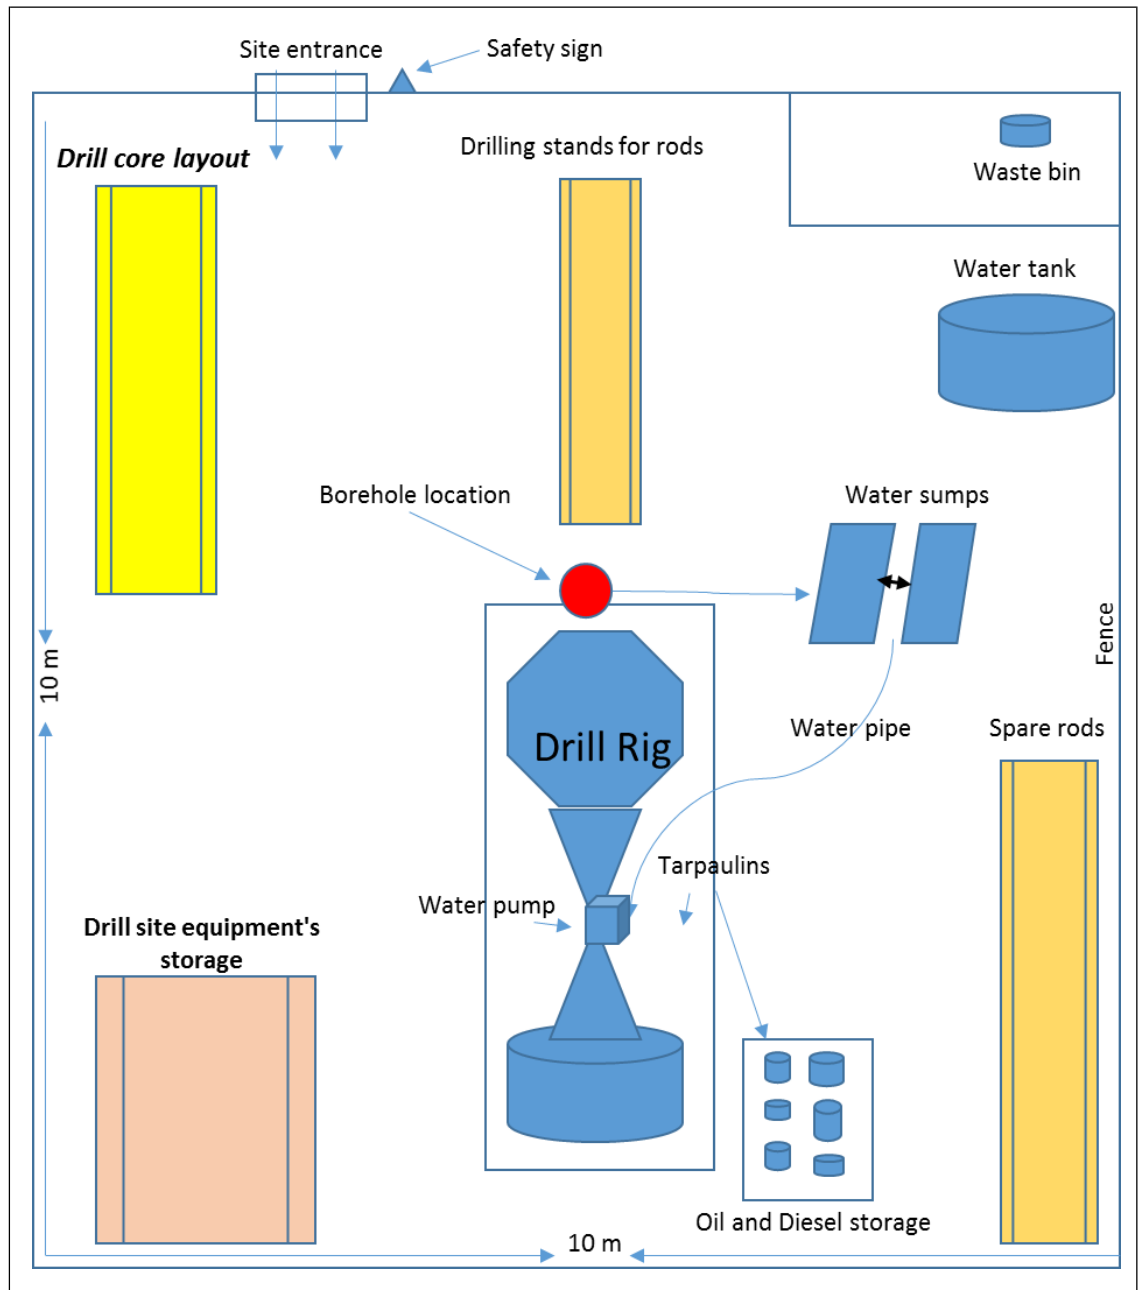 Site entrance
Safety sign
Drill core layout
Drilling stands for rods
Waste bin
Water tank
Borehole location
Water sumps
Fence
10 m
Drill Rig
Water pipe
Spare rods
Tarpaulins
Water pump
Drill site equipment's
storage
Oil and Diesel storage
10 m